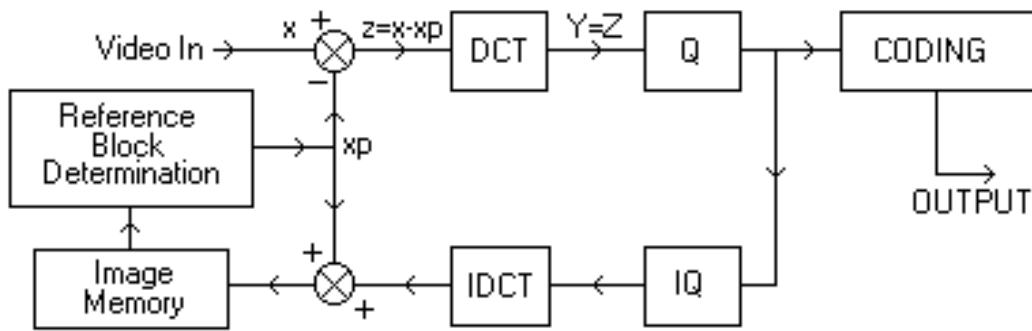 Video In
x
+
z=x-xp
DCT
Y=Z
Q
CODING
−
Reference
Block
Determination
xp
OUTPUT
+
+
Image
Memory
IDCT
IQ